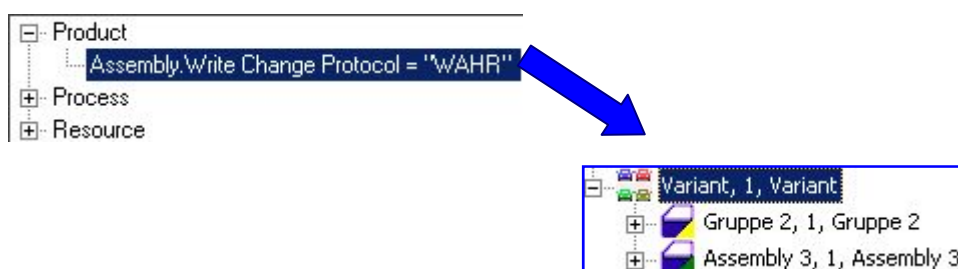 Product
Assembly.Write Change Protocol = "WAHR"
Process
Resource
Variant, 1, Variant
Gruppe 2, 1, Gruppe 2
Assembly 3, 1, Assembly 3